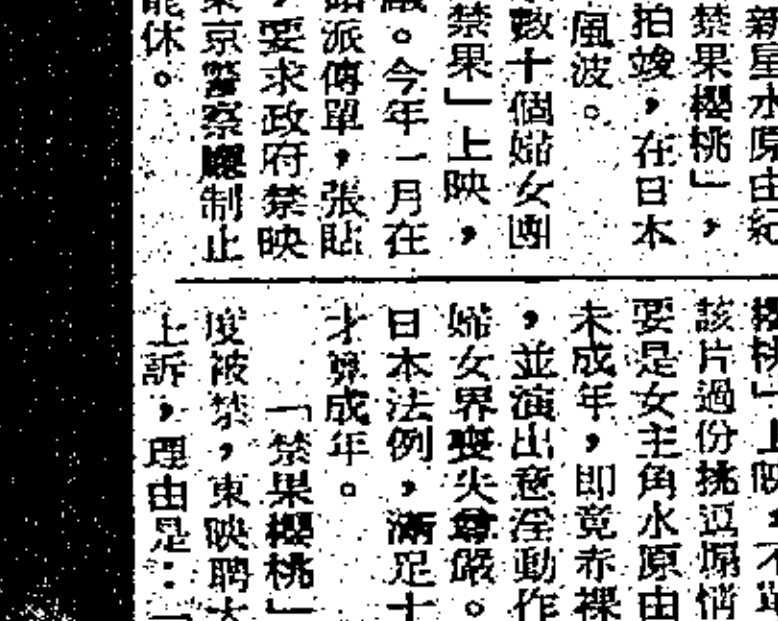 新星水原由紀
禁果櫻桃」，
拍竣，在日本
風波。
數十個婦女團
禁果」上映，
議。今年一月在
派傳單，張貼
，要求政府禁映
東京警察廳制止
能休。
櫻桃」上映，不
該片過份挑逗煽情
要是女主角水原由
未成年，即竟赤裸
，並演出意淫動作
婦女界喪失尊嚴。
日本法例，滿足十
才算成年。
「禁果櫻桃」
度被禁，東映聘
上訴，理由是：「